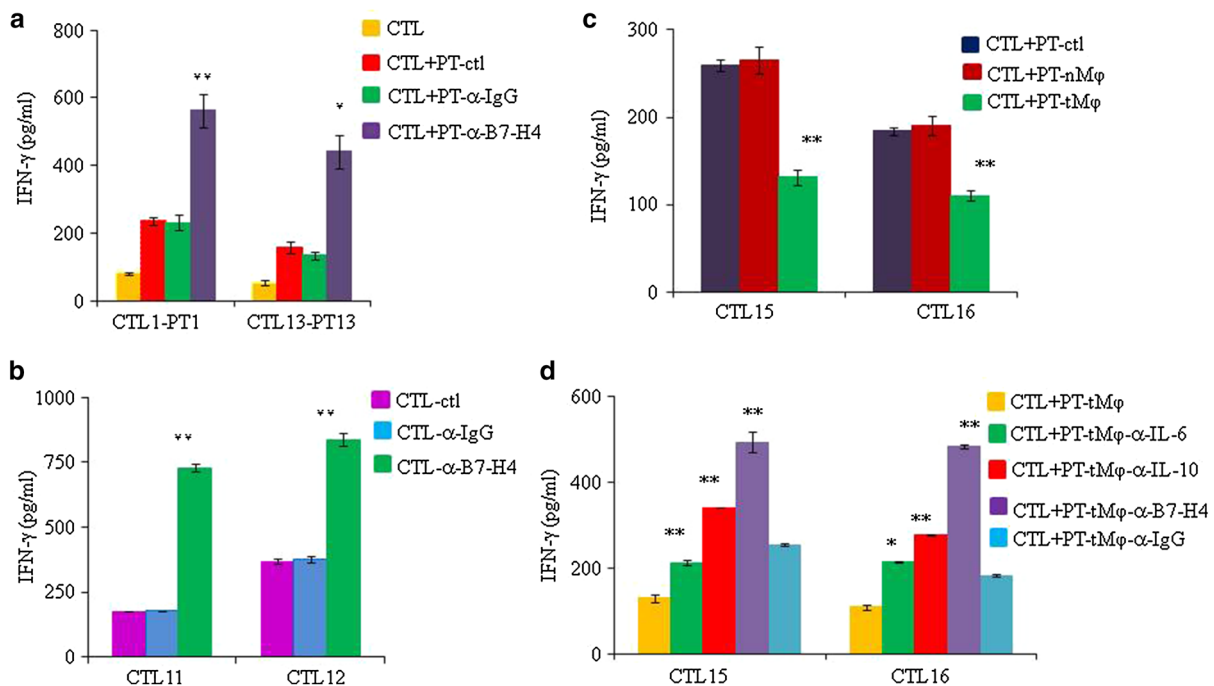 a
800
600
400
200
0
IFN-γ (pg/ml)
¥¥
¥
CTL1-PT1
CTL13-PT13
CTL
CTL+PT-ctl
CTL+PT-α-IgG
CTL+PT-α-B7-H4
c
300
200
100
0
IFN-γ (pg/ml)
**
**
CTL15
CTL16
CTL+PT-ctl
CTL+PT-nMφ
CTL+PT-tMφ
b
1000
750
500
250
0
IFN-γ (pg/ml)
¥¥
¥¥
CTL11
CTL12
CTL-ctl
CTL-α-IgG
CTL-α-B7-H4
d
600
400
200
0
IFN-γ (pg/ml)
**
**
**
*
**
**
CTL15
CTL16
CTL+PT-tMφ
CTL+PT-tMφ-α-IL-6
CTL+PT-tMφ-α-IL-10
CTL+PT-tMφ-α-B7-H4
CTL+PT-tMφ-α-IgG